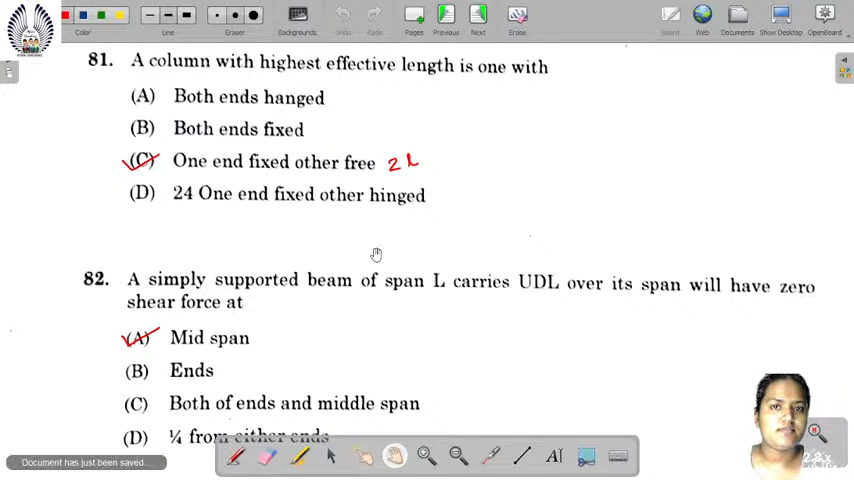 Color
Line
Eraser
Backgrounds
Undo
Redo
Pages
Previous
Next
Erase
Board
Web
Documents
Show Desktop
OpenBoard
81. A column with highest effective length is one with
(A) Both ends hanged
(B) Both ends fixed
(C) One end fixed other free 2L
(D) 24 One end fixed other hinged
82. A simply supported beam of span L carries UDL over its span will have zero
shear force at
(A) Mid span
(B) Ends
(C) Both of ends and middle span
(D) ¼ from either ends
Document has just been saved
2.8 x